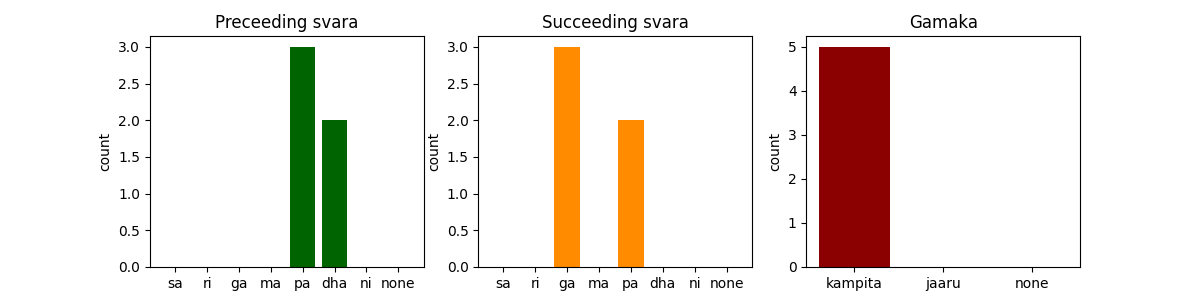 Preceeding svara
count
3.0
2.5
2.0
1.5
1.0
0.5
0.0
sa ri ga ma pa dha ni none
Succeeding svara
count
3.0
2.5
2.0
1.5
1.0
0.5
0.0
sa ri ga ma pa dha ni none
Gamaka
count
5
4
3
2
1
0
kampita jaaru none